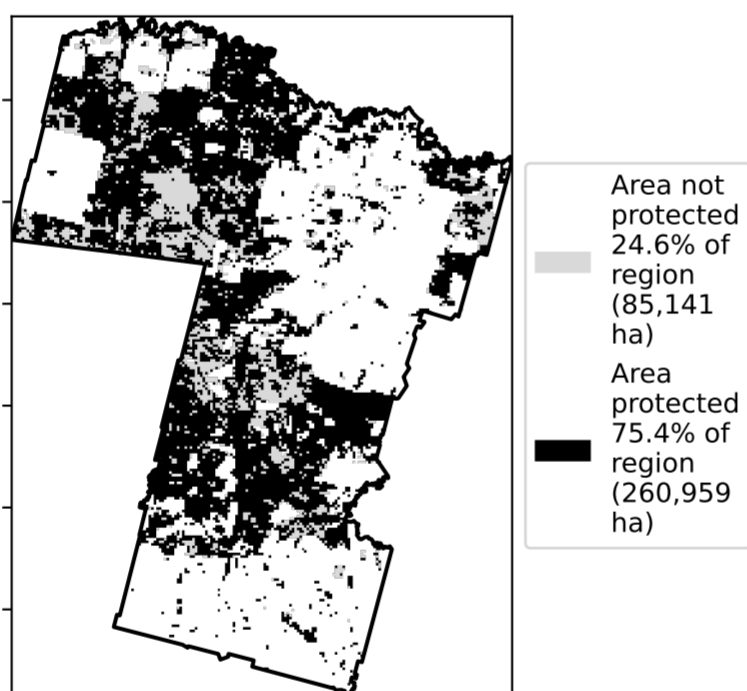 Area not
protected
24.6% of
region
(85,141
ha)
Area
protected
75.4% of
region
(260,959
ha)